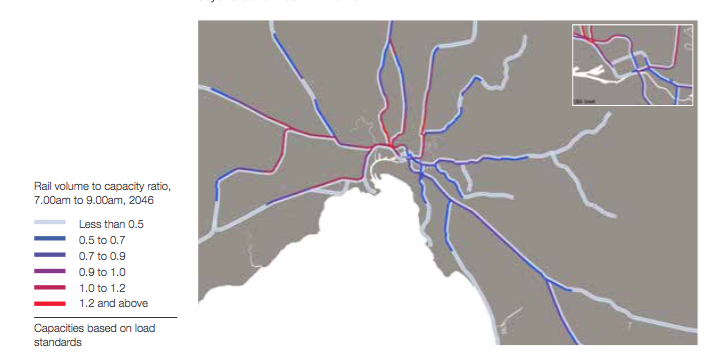 Rail volume to capacity ratio,
7.00am to 9.00am, 2046
Less than 0.5
0.5 to 0.7
0.7 to 0.9
0.9 to 1.0
1.0 to 1.2
1.2 and above
Capacities based on load
standards